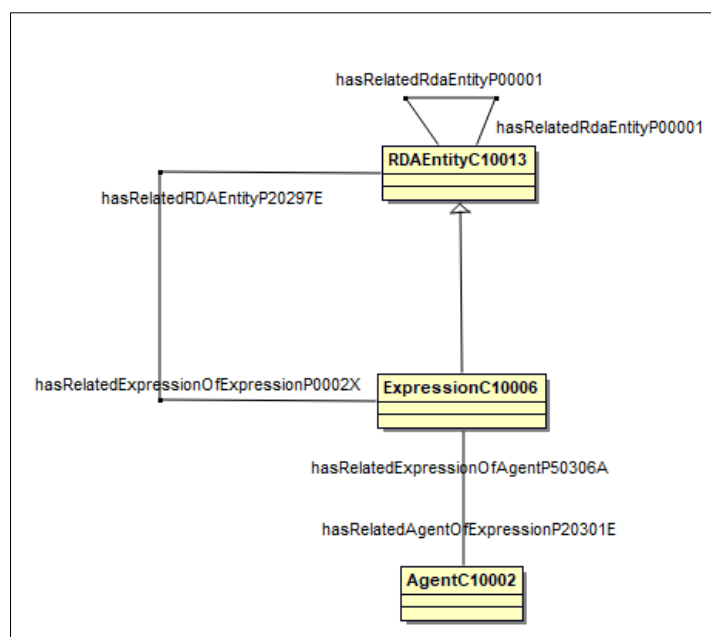 hasRelatedRdaEntityP00001
hasRelatedRdaEntityP00001
RDAEntityC10013
hasRelatedRDAEntityP20297E
hasRelatedExpressionOfExpressionP0002X
ExpressionC10006
hasRelatedExpressionOfAgentP50306A
hasRelatedAgentOfExpressionP20301E
AgentC10002